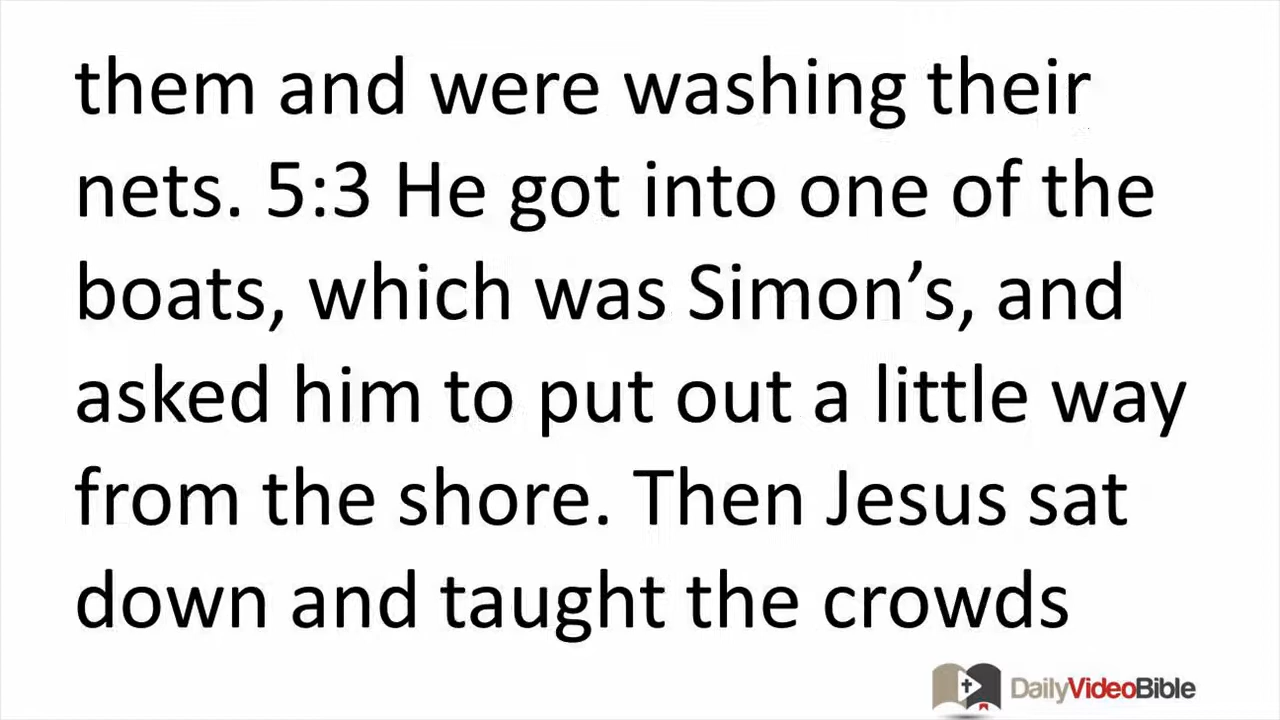 them and were washing their
nets. 5:3 He got into one of the
boats, which was Simon’s, and
asked him to put out a little way
from the shore. Then Jesus sat
down and taught the crowds
DailyVideoBible